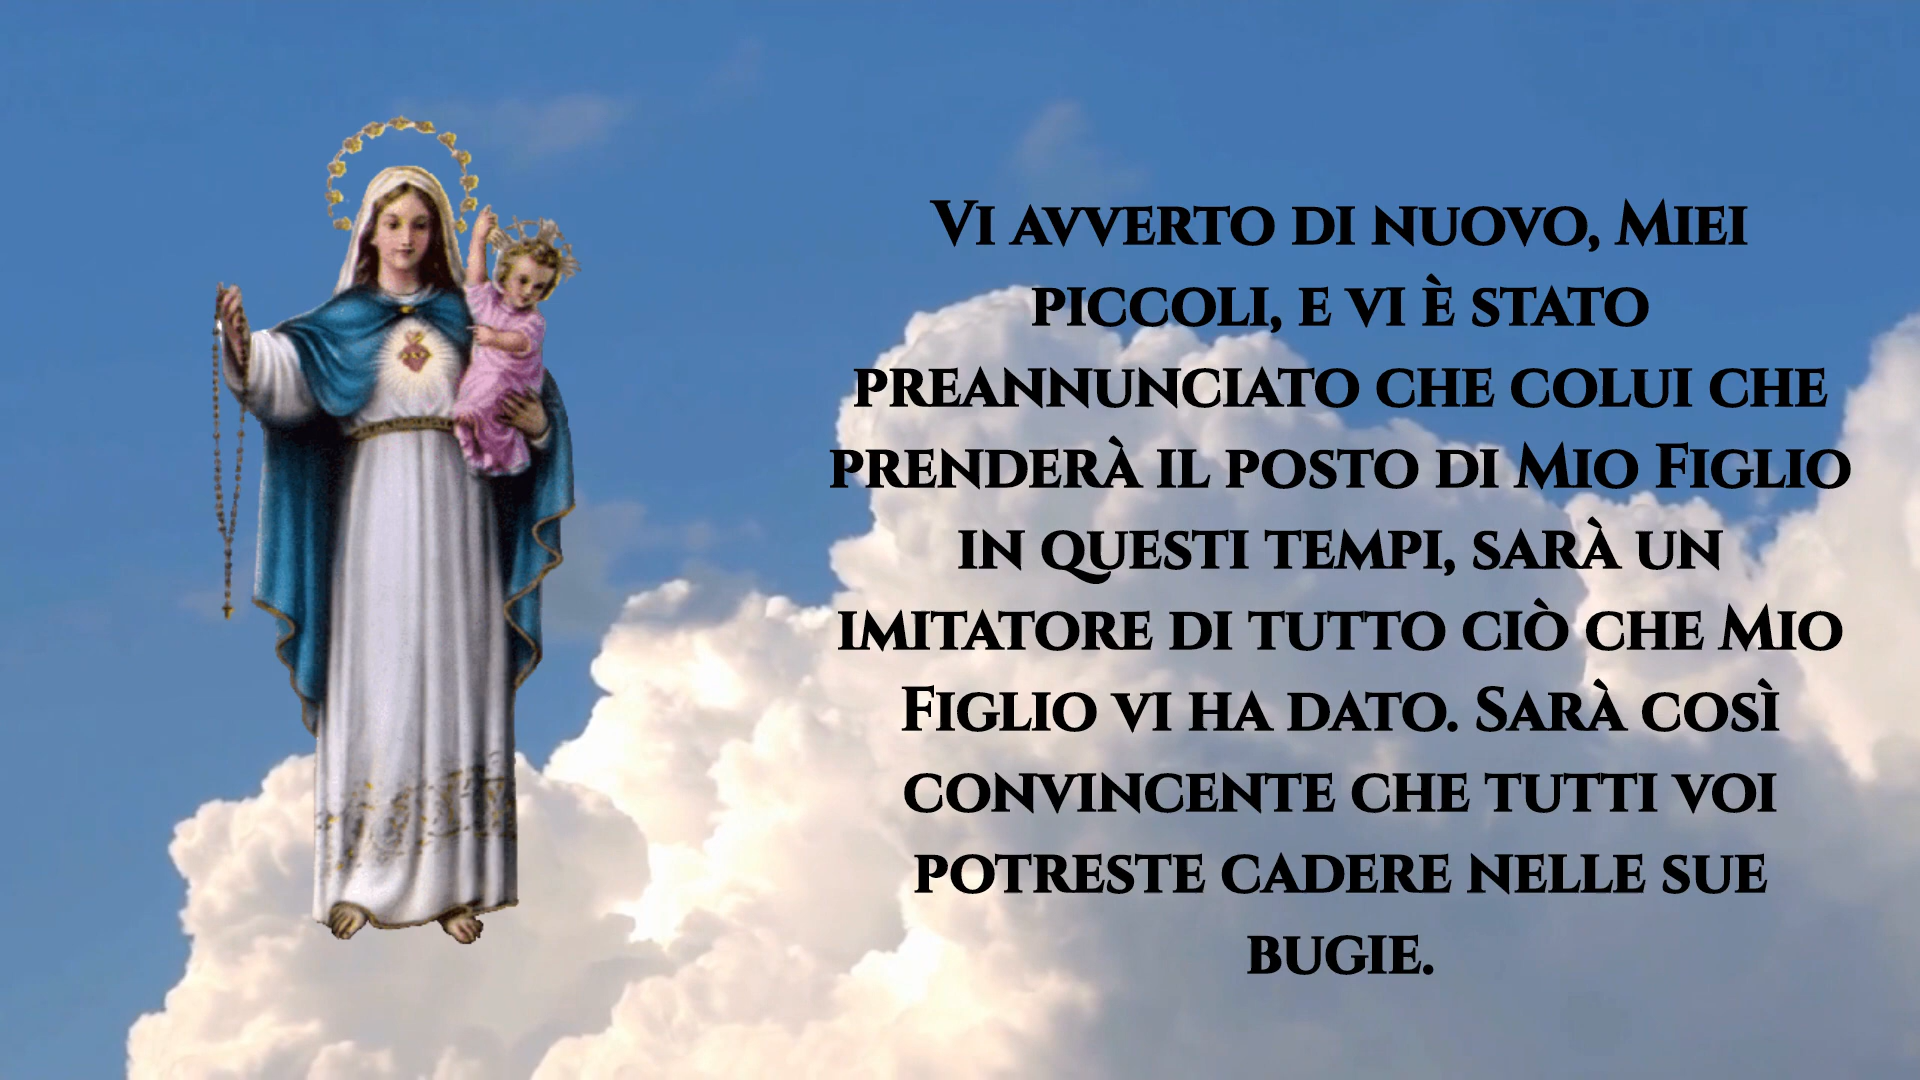 Vi avverto di nuovo, Miei
piccoli, e vi è stato
preannunciato che colui che
prenderà il posto di Mio Figlio
in questi tempi, sarà un
imitatore di tutto ciò che Mio
Figlio vi ha dato. Sarà così
convincente che tutti voi
potreste cadere nelle sue
bugie.